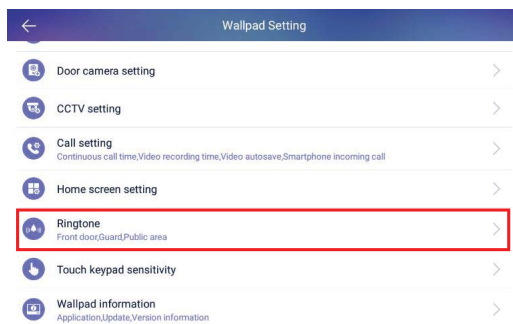 Wallpad Setting
Door camera setting
CCTV setting
Call setting
Continuous call time,Video recording time,Video autosave,Smartphone incoming call
Home screen setting
Ringtone
Front door,Guard,Public area
Touch keypad sensitivity
Wallpad information
Application,Update,Version information